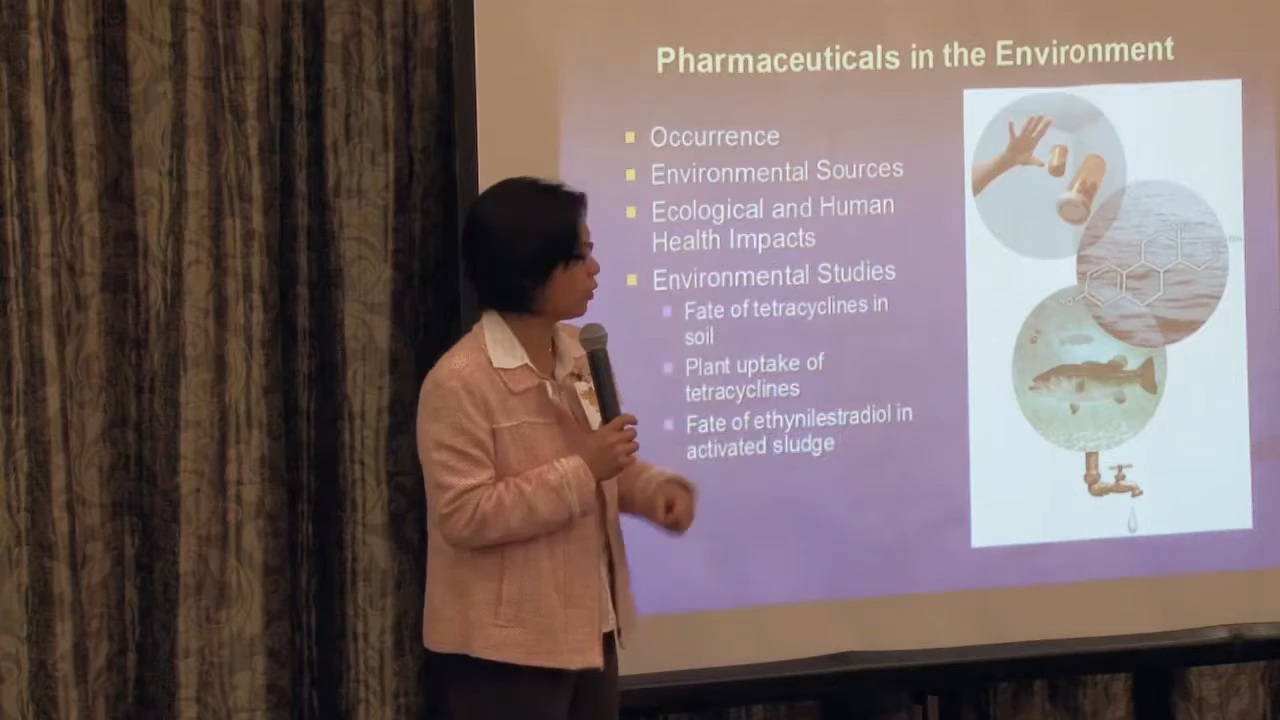 Pharmaceuticals in the Environment
Occurrence
Environmental Sources
Ecological and Human
Health Impacts
Environmental Studies
Fate of tetracyclines in
soil
Plant uptake of
tetracyclines
Fate of ethynilestradiol in
activated sludge